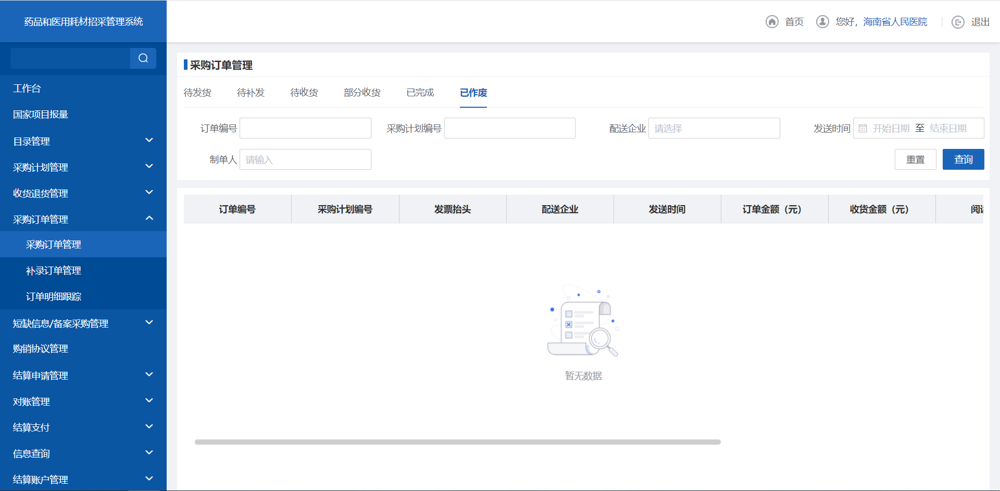 药品和医用耗材招采管理系统
首页
您好，海南省人民医院
退出
工作台
国家项目报量
目录管理
采购计划管理
收货退货管理
采购订单管理
采购订单管理
补录订单管理
订单明细跟踪
短缺信息/备案采购管理
购销协议管理
结算申请管理
对账管理
结算支付
信息查询
结算账户管理
采购订单管理
待发货 待补发 待收货 部分收货 已完成 已作废
订单编号 采购计划编号 配送企业 请选择 发送时间 开始日期 至 结束日期
制单人 请输入 重置 查询
订单编号 采购计划编号 发票抬头 配送企业 发送时间 订单金额（元） 收货金额（元） 阅
暂无数据